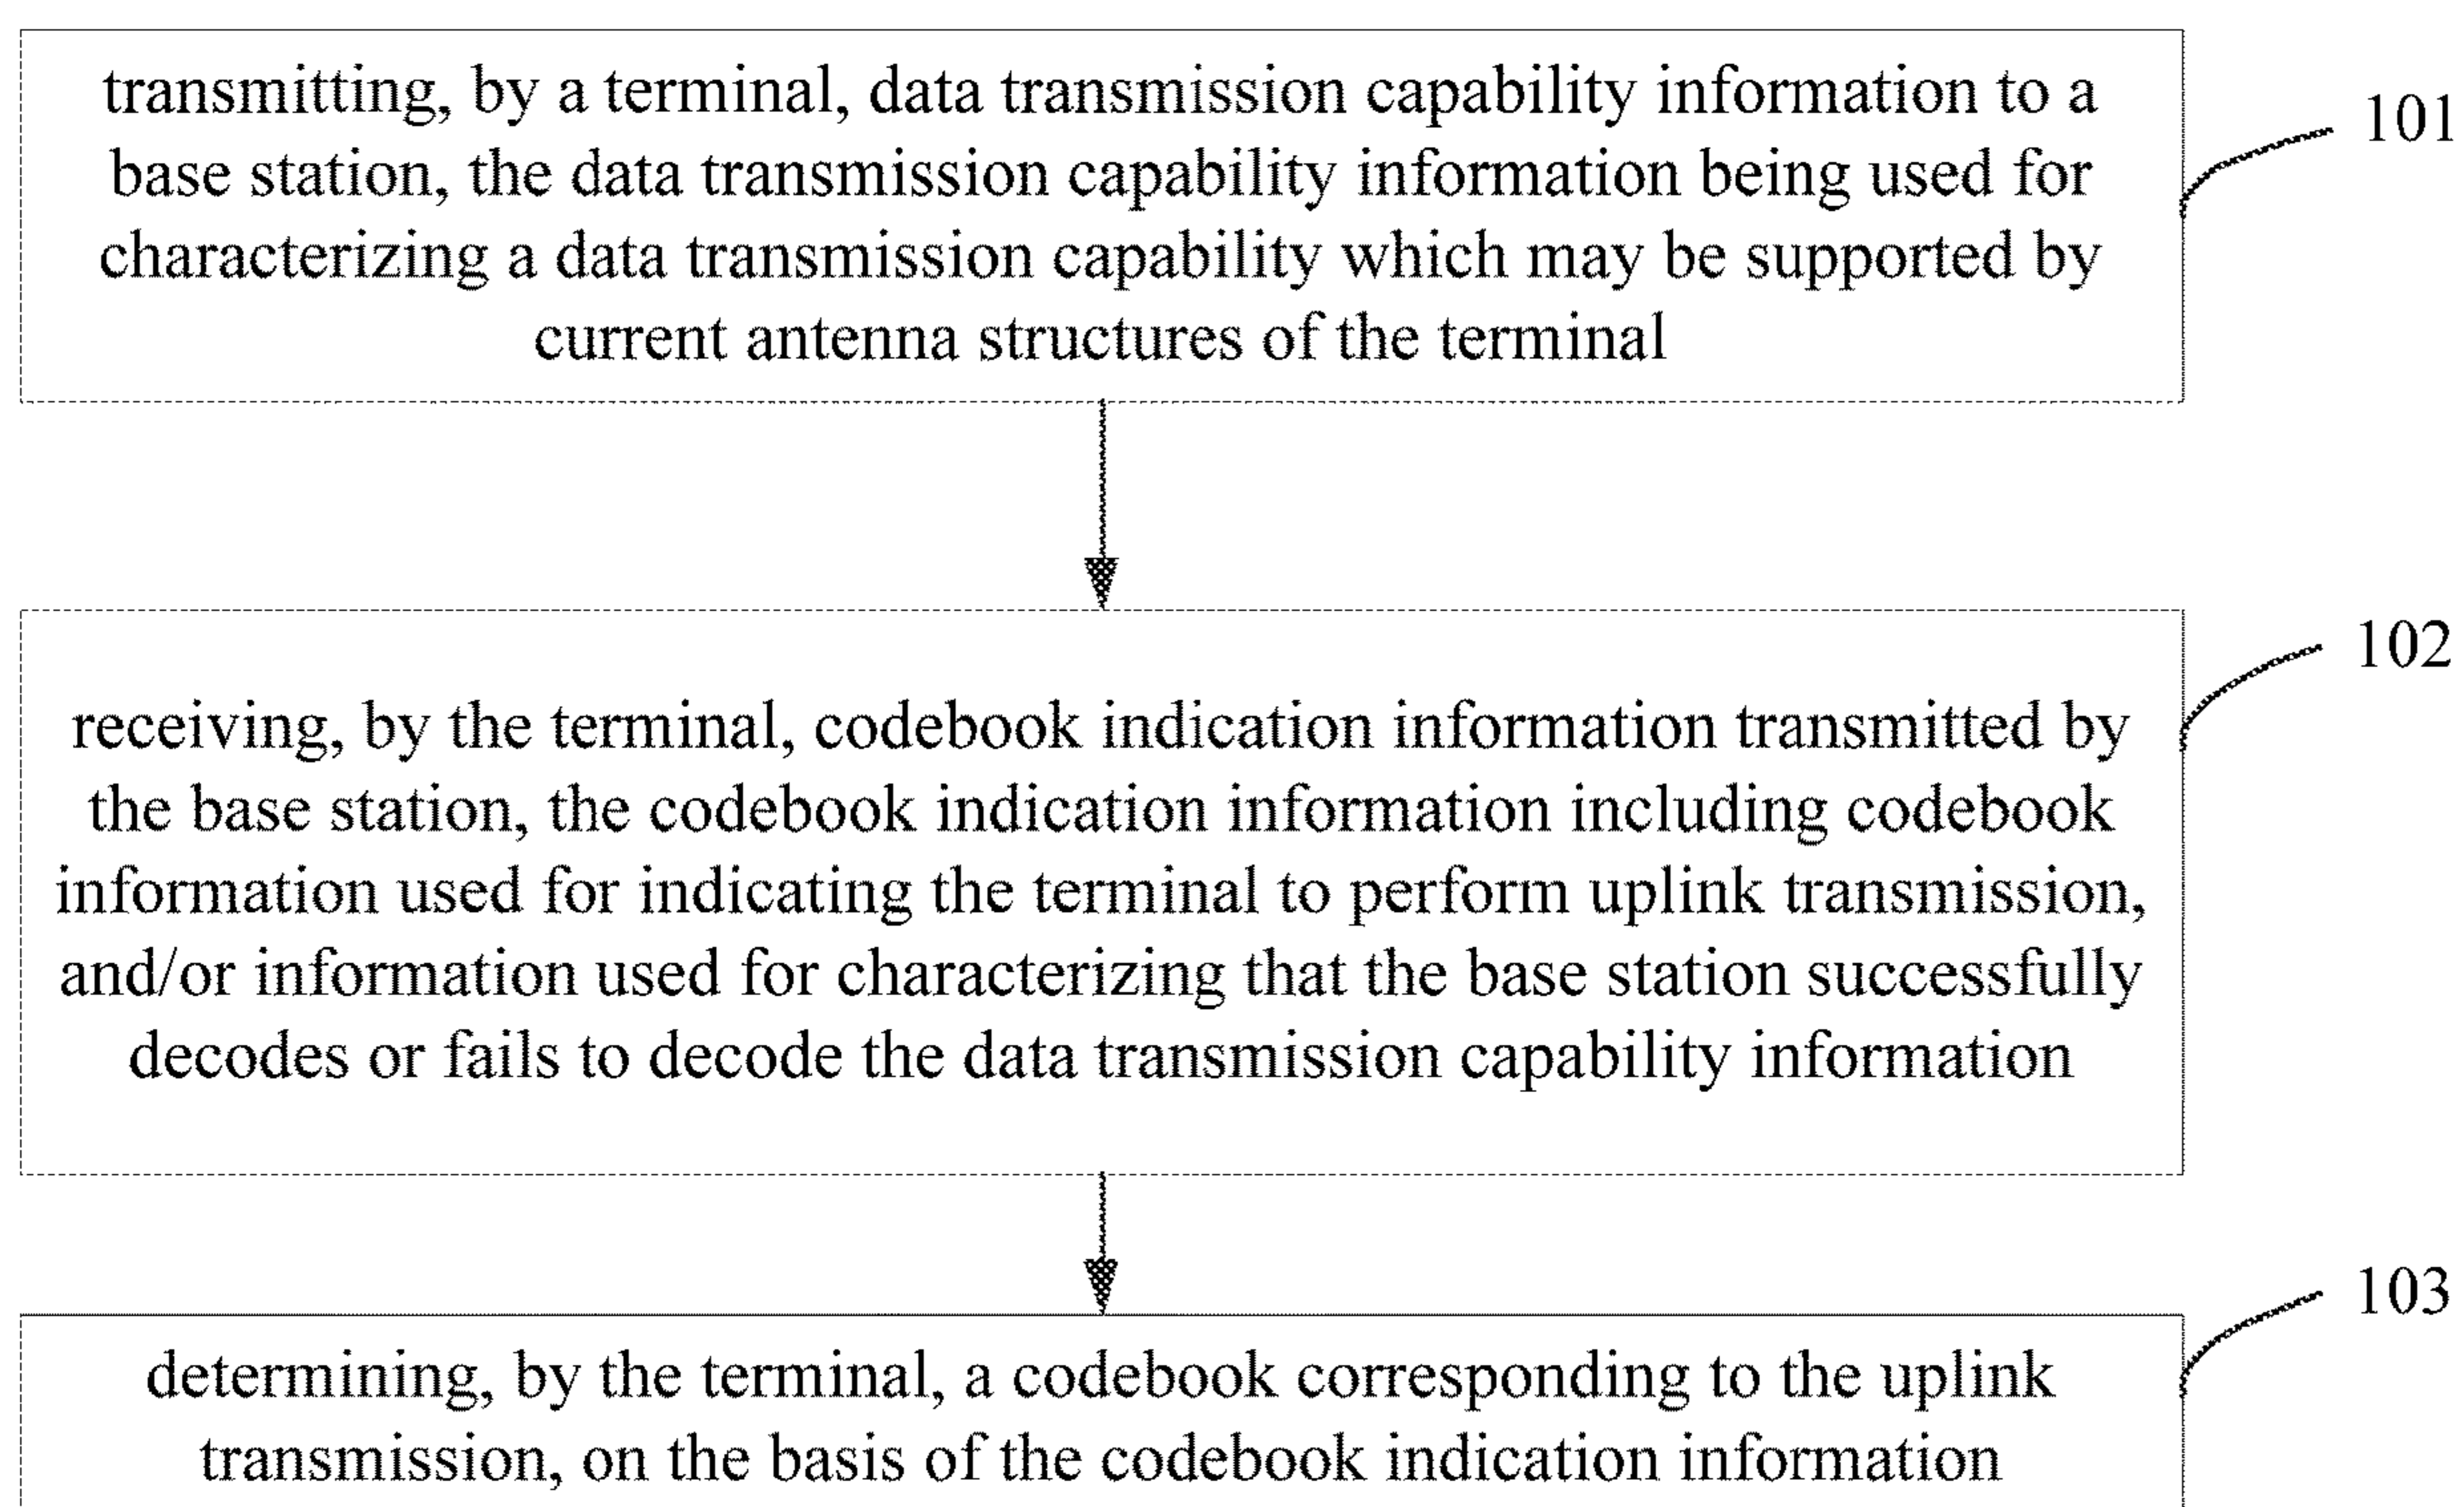 transmitting, by a terminal, data transmission capability information to a
base station, the data transmission capability information being used for
characterizing a data transmission capability which may be supported by
current antenna structures of the terminal
101
receiving, by the terminal, codebook indication information transmitted by
the base station, the codebook indication information including codebook
information used for indicating the terminal to perform uplink transmission,
and/or information used for characterizing that the base station successfully
decodes or fails to decode the data transmission capability information
102
determining, by the terminal, a codebook corresponding to the uplink
transmission, on the basis of the codebook indication information
103